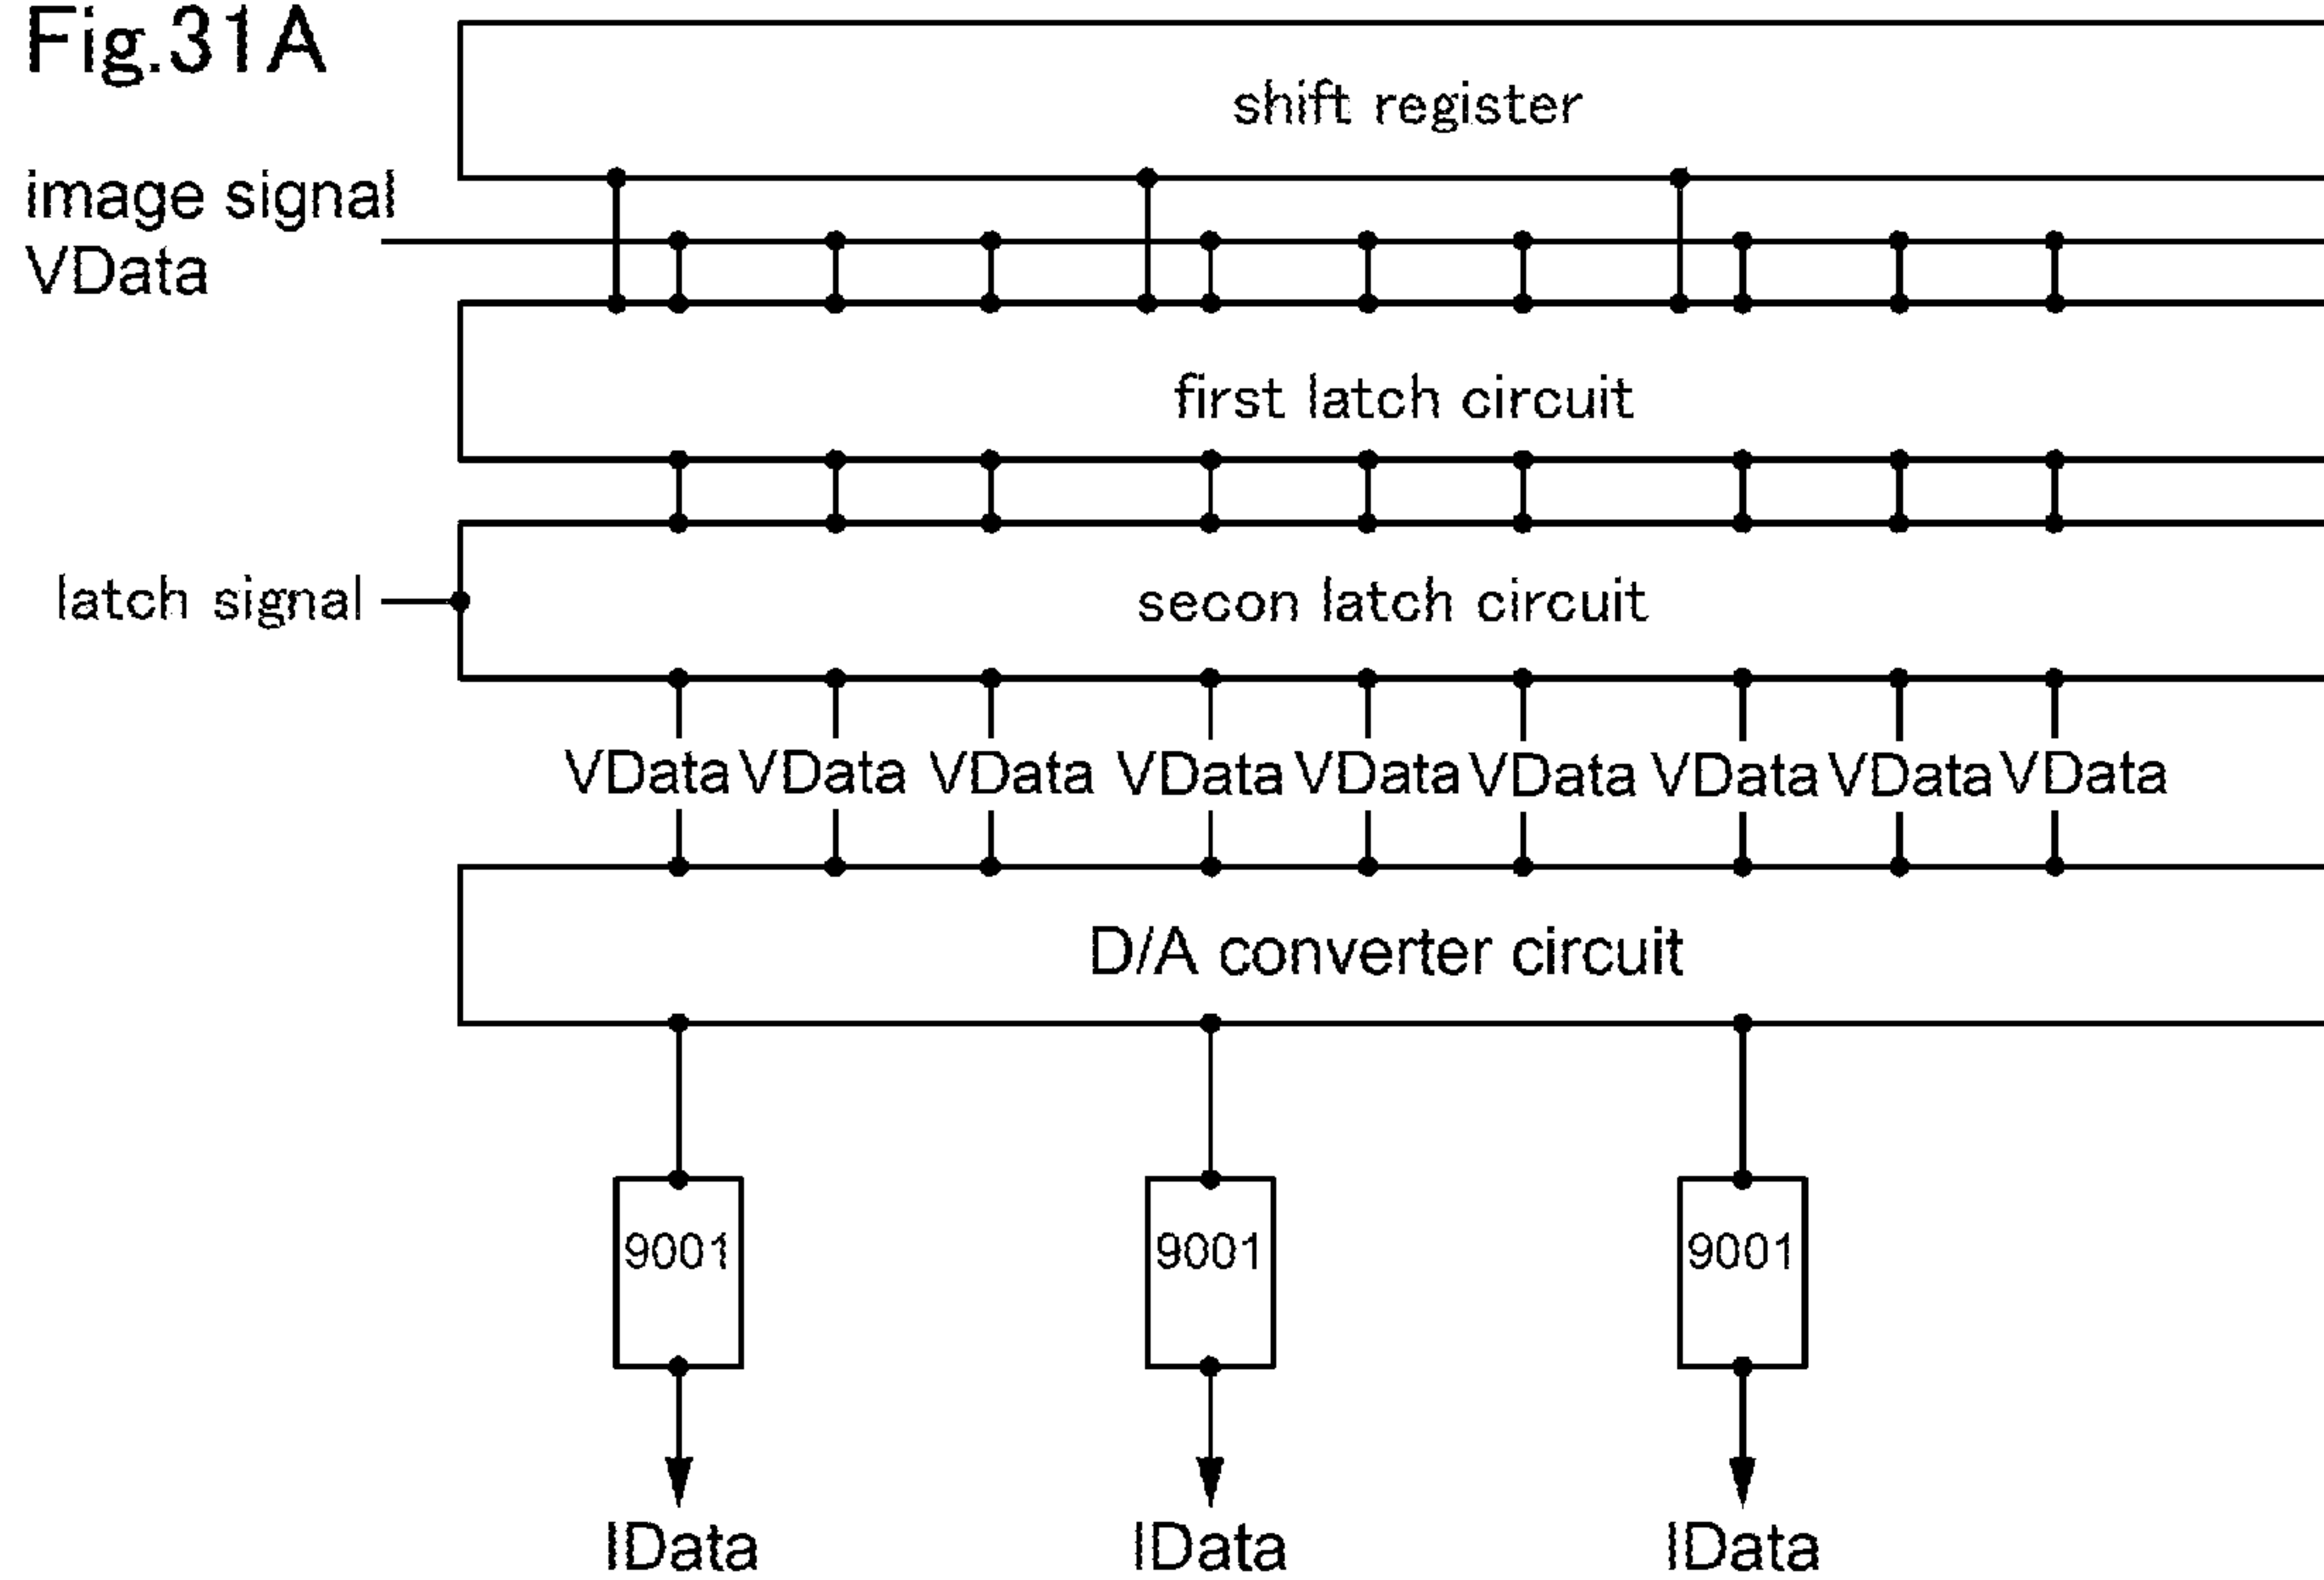 Fig.31A
shift register
image signal
VData
first latch circuit
latch signal
secon latch circuit
VData VData VData VData VData VData VData VData VData
D/A converter circuit
9001 9001 9001
IData IData IData